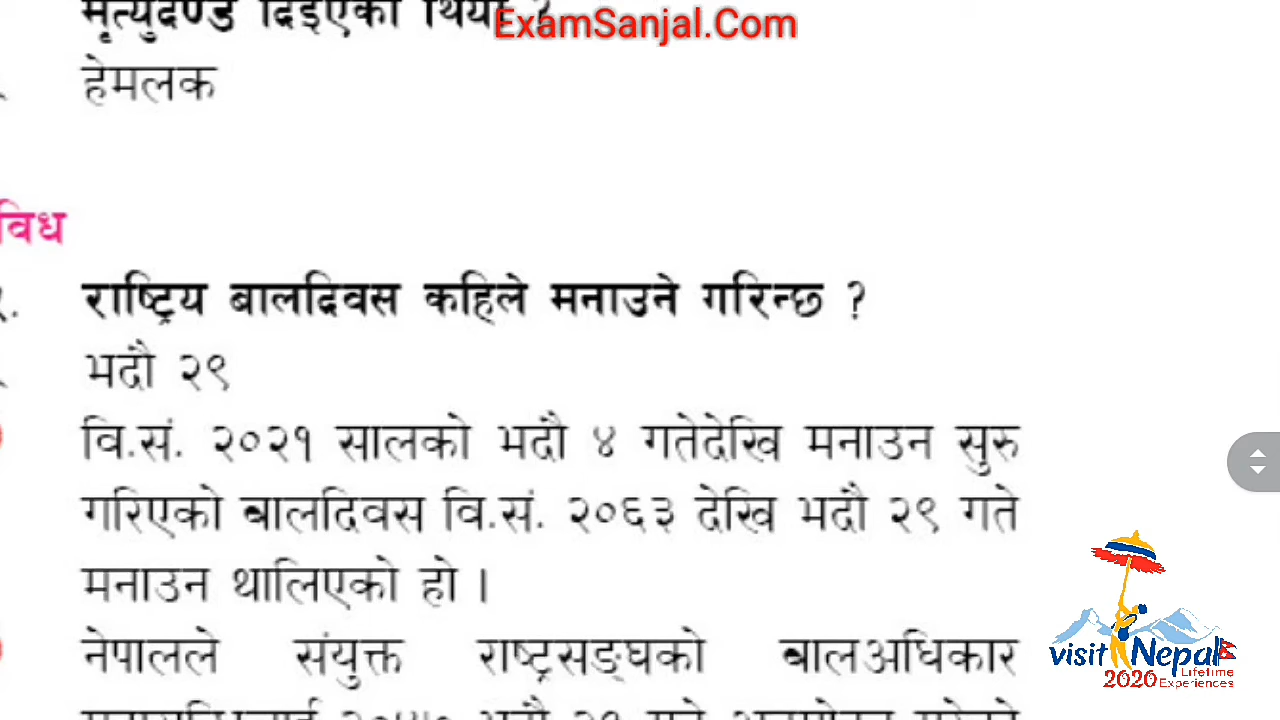 मृत्युदण्ड दिइएको थियो ?
ExamSanjal.Com
हेमलक
विध
राष्ट्रिय बालदिवस कहिले मनाउने गरिन्छ ?
भदौ २९
वि.सं. २०२१ सालको भदौ ४ गतेदेखि मनाउन सुरु
गरिएको बालदिवस वि.सं. २०६३ देखि भदौ २९ गते
मनाउन थालिएको हो ।
नेपालले संयुक्त राष्ट्रसङ्घको बालअधिकार
visit Nepal
2020 Lifetime Experiences